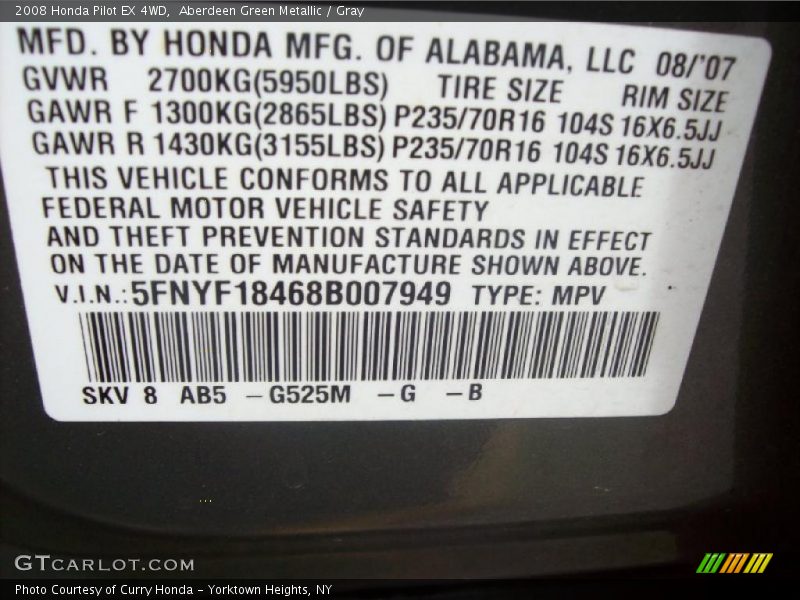 2008 Honda Pilot EX 4WD,  Aberdeen Green Metallic / Gray
MFD. BY HONDA MFG. OF ALABAMA, LLC 08/'07
GVWR 2700KG(5950LBS) TIRE SIZE RIM SIZE
GAWR F 1300KG(2865LBS) P235/70R16 104S 16X6.5JJ
GAWR R 1430KG(3155LBS) P235/70R16 104S 16X6.5JJ
THIS VEHICLE CONFORMS TO ALL APPLICABLE
FEDERAL MOTOR VEHICLE SAFETY
AND THEFT PREVENTION STANDARDS IN EFFECT
ON THE DATE OF MANUFACTURE SHOWN ABOVE.
V.I.N.: 5FNYF18468B007949 TYPE: MPV
SKV 8 AB5 –G525M –G –B
GTCARLOT.COM
Photo Courtesy of Curry Honda – Yorktown Heights, NY